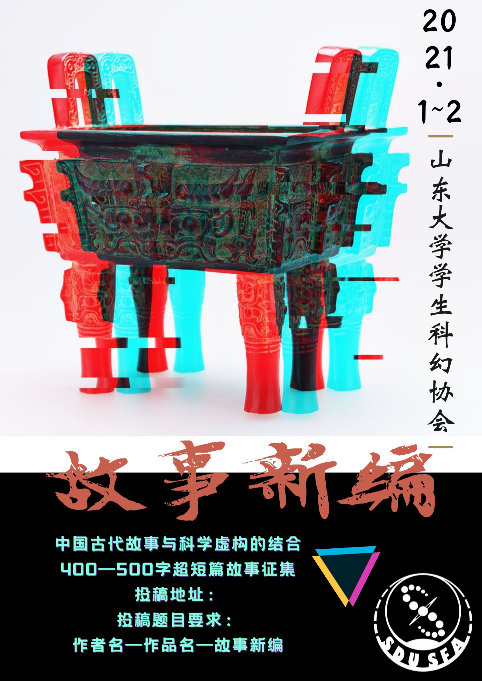 2021·1~2
山东大学学生科幻协会
故事新编
中国古代故事与科学虚构的结合
400—500字超短篇故事征集
投稿地址：
投稿题目要求：
作者名—作品名—故事新编
SDUSFA